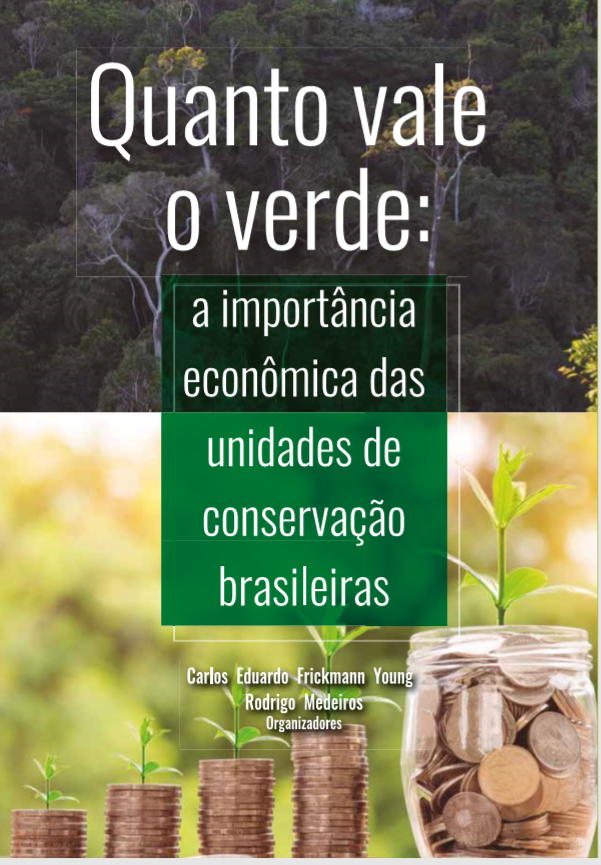 Quanto vale
o verde:
a importância
econômica das
unidades de
conservação
brasileiras
Carlos Eduardo Frickmann Young
Rodrigo Medeiros
Organizadores